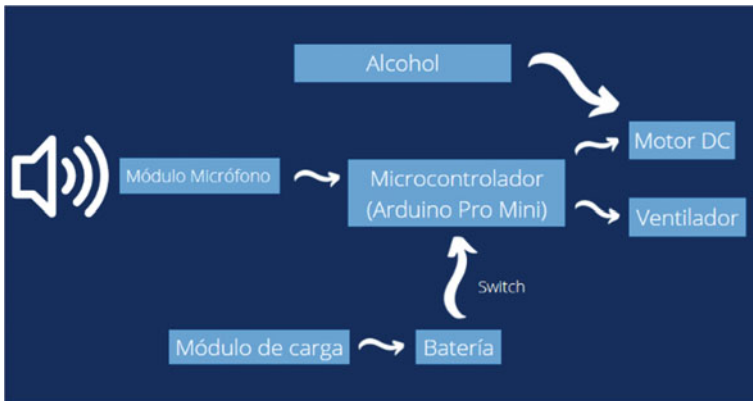 Alcohol
Motor DC
Módulo Micrófono
Microcontrolador
(Arduino Pro Mini)
Ventilador
Switch
Módulo de carga
Batería